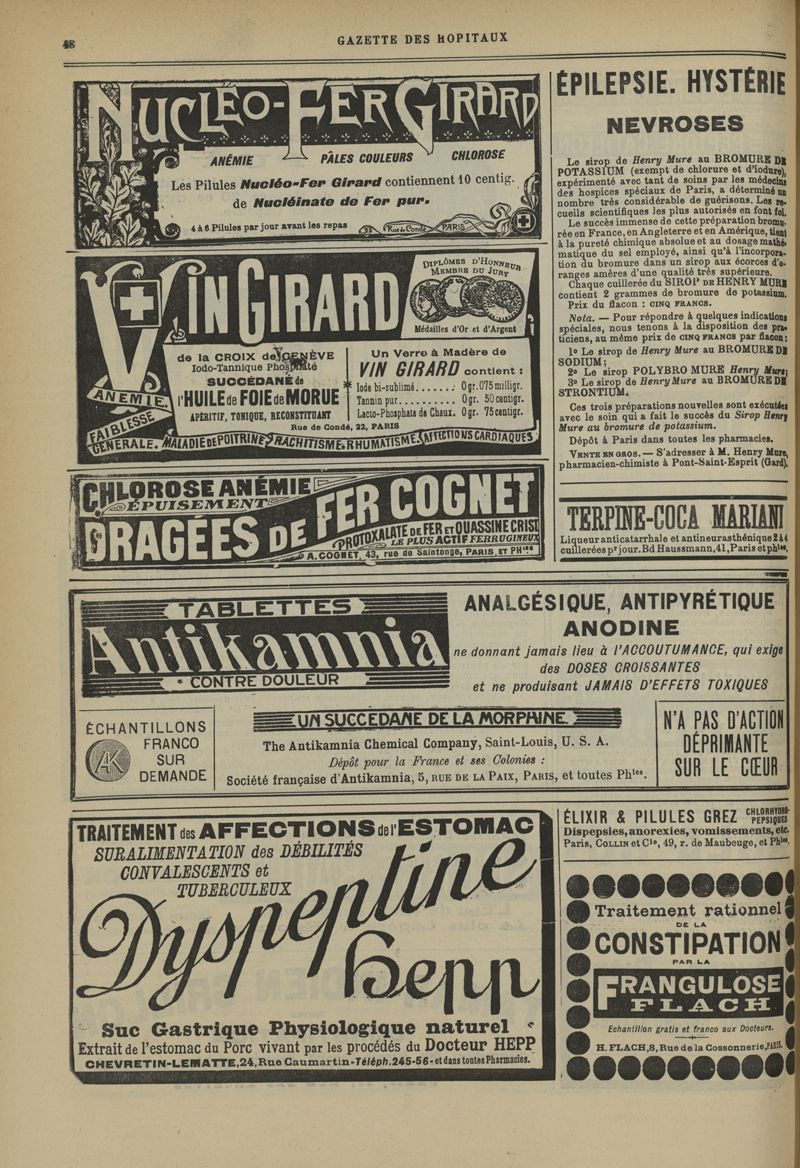 48
GAZETTE DES HOPITAUX
NUCLÉO-FER GIRARD
ANÉMIE PÂLES COULEURS CHLOROSE
Les Pilules Nucléo-Fer Girard contiennent 10 centig.
de Nucléinate de Fer pur.
4 à 6 Pilules par jour avant les repas
22 Rue de Condé PARIS
VIN GIRARD
DIPLÔMES D'HONNEUR
MEMBRE DU JURY
Médailles d'Or et d'Argent
de la CROIX de GENÈVE
Iodo-Tannique Phosphaté
SUCCÉDANÉ de
l'HUILE de FOIE de MORUE
APÉRITIF, TONIQUE, RECONSTITUANT
Un Verre à Madère de
VIN GIRARD contient :
Iode bi-sublimé....... 0 gr. 075 milligr.
Tannin pur.......... 0 gr. 50 centigr.
Lacto-Phosphate de Chaux. 0 gr. 75 centigr.
Rue de Condé, 22, PARIS
ANÉMIE.
FAIBLESSE
GÉNÉRALE. MALADIE DE POITRINE, RACHITISME, RHUMATISME, AFFECTIONS CARDIAQUES
CHLOROSE ANÉMIE
ÉPUISEMENT
DRAGÉES DE FER COGNET
PROTOXALATE DE FER ET QUASSINE CRIST
LE PLUS ACTIF FERRUGINEUX
A. COGNET, 43, rue de Saintonge, PARIS ET PHies
ÉPILEPSIE. HYSTÉRIE
NEVROSES
Le sirop de Henry Mure au BROMURE DE
POTASSIUM (exempt de chlorure et d'iodure),
expérimenté avec tant de soins par les médecins
des hospices spéciaux de Paris, a déterminé un
nombre très considérable de guérisons. Les re-
cueils scientifiques les plus autorisés en font foi.
Le succès immense de cette préparation bromu-
rée en France, en Angleterre et en Amérique, tient
à la pureté chimique absolue et au dosage mathé-
matique du sel employé, ainsi qu'à l'incorpora-
tion du bromure dans un sirop aux écorces d'o-
ranges amères d'une qualité très supérieure.
Chaque cuillerée du SIROP DE HENRY MURE
contient 2 grammes de bromure de potassium.
Prix du flacon : CINQ FRANCS.
Nota. — Pour répondre à quelques indications
spéciales, nous tenons à la disposition des pra-
ticiens, au même prix de CINQ FRANCS par flacon :
1° Le sirop de Henry Mure au BROMURE DE
SODIUM ;
2° Le sirop POLYBRO MURE Henry Mure;
3° Le sirop de Henry Mure au BROMURE DE
STRONTIUM.
Ces trois préparations nouvelles sont exécutées
avec le soin qui a fait le succès du Sirop Henry
Mure au bromure de potassium.
Dépôt à Paris dans toutes les pharmacies.
VENTE EN GROS. — S'adresser à M. Henry Mure,
pharmacien-chimiste à Pont-Saint-Esprit (Gard).
TERPINE-COCA MARIANI
Liqueur anticatarrhale et antineurasthénique 2 à 4
cuillerées pr jour. Bd Haussmann, 41, Paris et phies.
TABLETTES
Antikamnia
CONTRE DOULEUR
ANALGÉSIQUE, ANTIPYRÉTIQUE
ANODINE
ne donnant jamais lieu à l'ACCOUTUMANCE, qui exige
des DOSES CROISSANTES
et ne produisant JAMAIS D'EFFETS TOXIQUES
ÉCHANTILLONS
FRANCO
SUR
DEMANDE
AK
UN SUCCÉDANÉ DE LA MORPHINE
The Antikamnia Chemical Company, Saint-Louis, U. S. A.
Dépôt pour la France et ses Colonies :
Société française d'Antikamnia, 5, RUE DE LA PAIX, PARIS, et toutes Phies.
N'A PAS D'ACTION
DÉPRIMANTE
SUR LE CŒUR
TRAITEMENT des AFFECTIONS de l'ESTOMAC
SURALIMENTATION des DÉBILITÉS
CONVALESCENTS et
TUBERCULEUX
Dyspeptine
Hepp
Suc Gastrique Physiologique naturel
Extrait de l'estomac du Porc vivant par les procédés du Docteur HEPP
CHEVRETIN-LEMATTE, 24, Rue Caumartin - Téléph. 245-56 - et dans toutes Pharmacies.
ÉLIXIR & PILULES GREZ CHLORHYDRO-PEPSIQUES
Dispepsies, anorexies, vomissements, etc.
Paris, COLLIN et Cie, 49, r. de Maubeuge, et Phies.
Traitement rationnel
DE LA
CONSTIPATION
PAR LA
FRANGULOSE
FLACH
Echantillon gratis et franco aux Docteurs.
H. FLACH, 8, Rue de la Cossonnerie, PARIS.